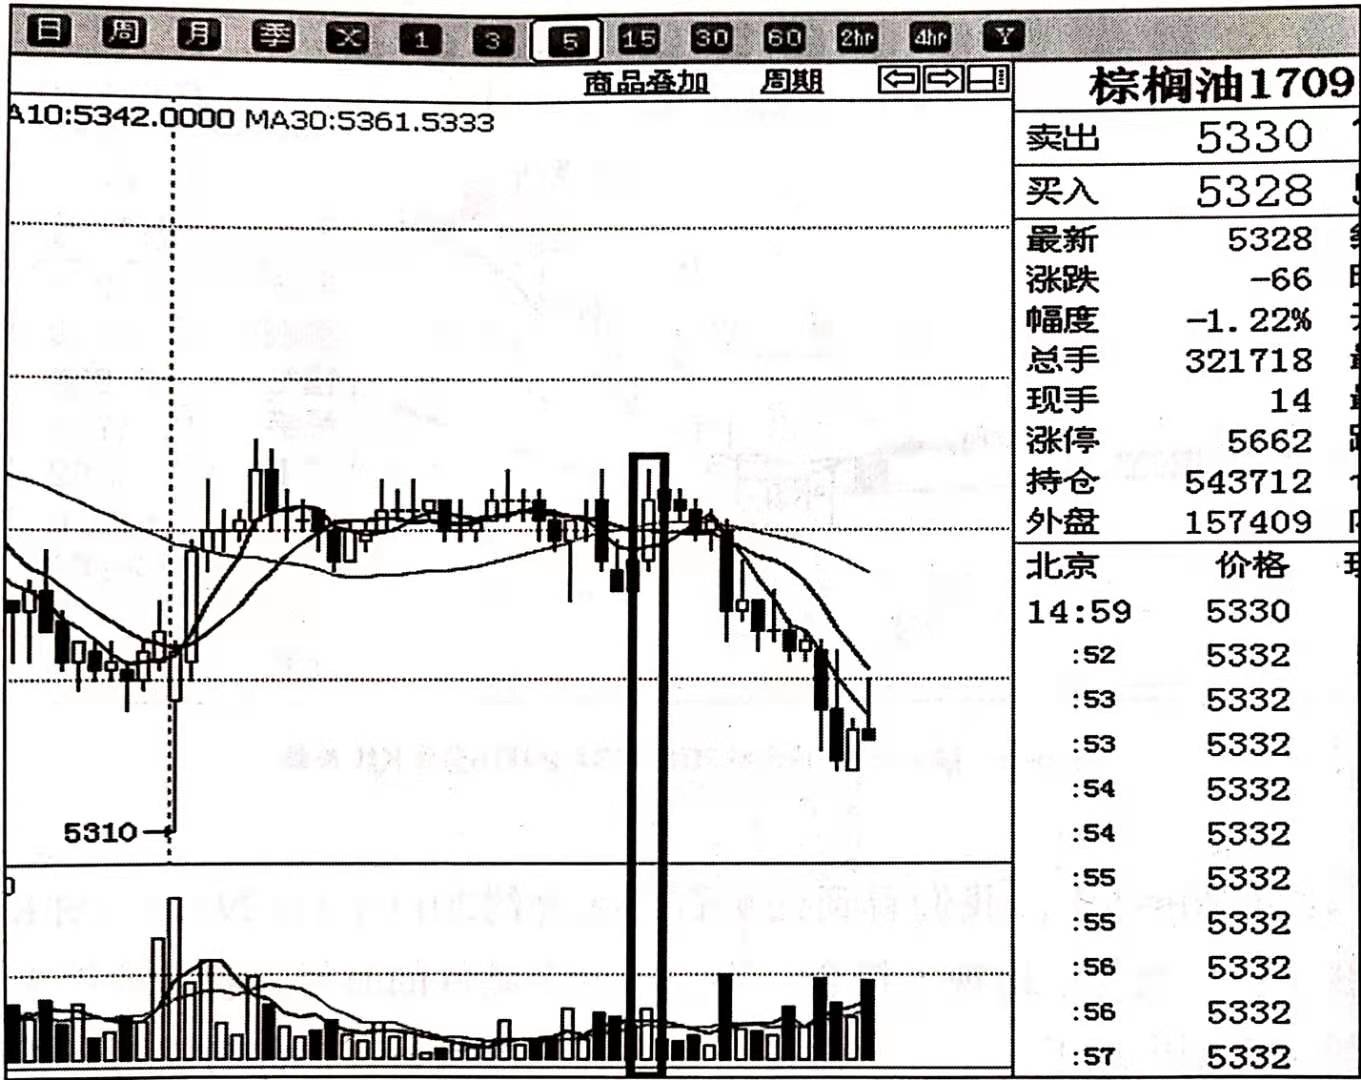 日 周 月 季 X 1 3 5 15 30 60 2hr 4hr Y
商品叠加 周期
A10:5342.0000 MA30:5361.5333
5310
棕榈油1709
卖出 5330
买入 5328
最新 5328
涨跌 -66
幅度 -1.22%
总手 321718
现手 14
涨停 5662
持仓 543712
外盘 157409
北京 价格
14:59 5330
:52 5332
:53 5332
:53 5332
:54 5332
:54 5332
:55 5332
:55 5332
:56 5332
:56 5332
:57 5332